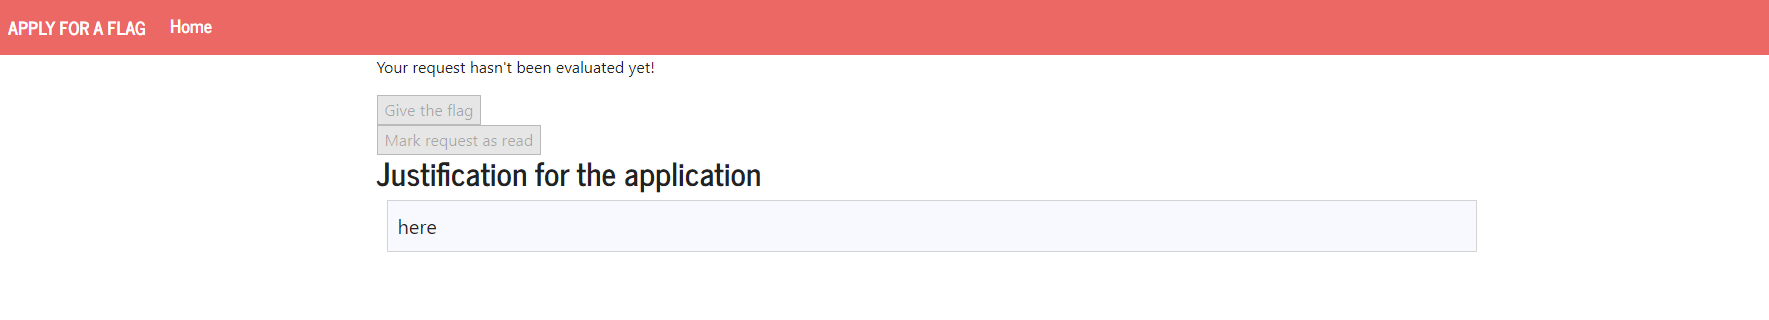 APPLY FOR A FLAG Home
Your request hasn't been evaluated yet!
Give the flag
Mark request as read
Justification for the application
here